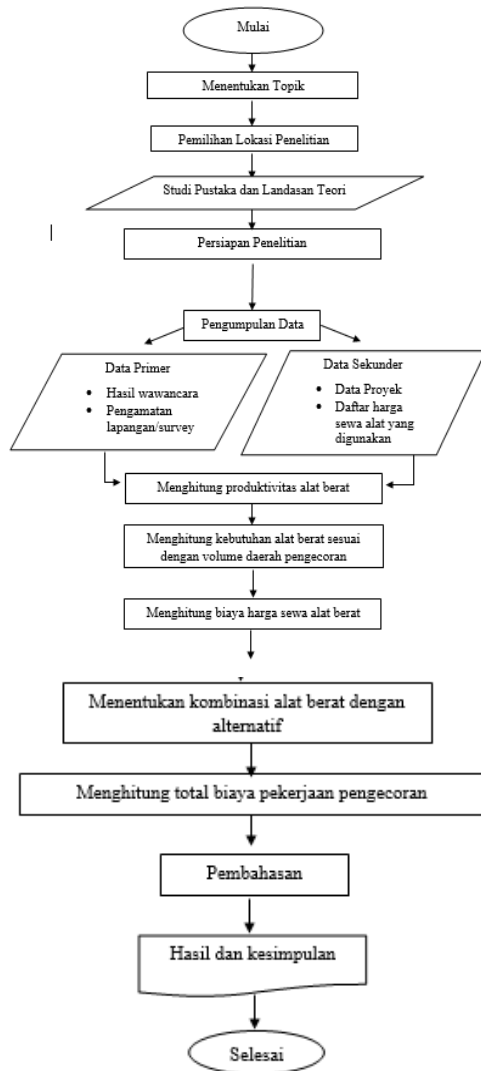 Mulai
Menentukan Topik
Pemilihan Lokasi Penelitian
Studi Pustaka dan Landasan Teori
Persiapan Penelitian
Pengumpulan Data
Data Primer
• Hasil wawancara
• Pengamatan
lapangan/survey
Data Sekunder
• Data Proyek
• Daftar harga
sewa alat yang
digunakan
Menghitung produktivitas alat berat
Menghitung kebutuhan alat berat sesuai
dengan volume daerah pengecoran
Menghitung biaya harga sewa alat berat
Menentukan kombinasi alat berat dengan
alternatif
Menghitung total biaya pekerjaan pengecoran
Pembahasan
Hasil dan kesimpulan
Selesai